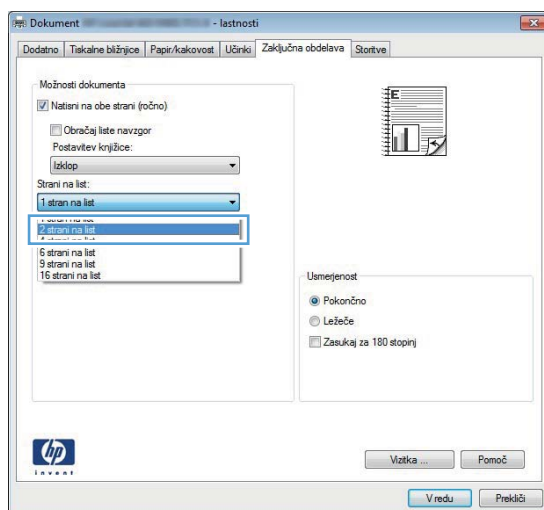 Dokument - lastnosti
Dodatno Tiskalne bližnjice Papir/kakovost Učinki Zaključna obdelava Storitve
Možnosti dokumenta
Natisni na obe strani (ročno)
Obračaj liste navzgor
Postavitev knjižice:
Izklop
Strani na list:
1 stran na list
2 strani na list
6 strani na list
9 strani na list
16 strani na list
E
Usmerjenost
Pokončno
Ležeče
Zasukaj za 180 stopinj
hp
invent
Vizitka ... Pomoč
V redu Prekliči